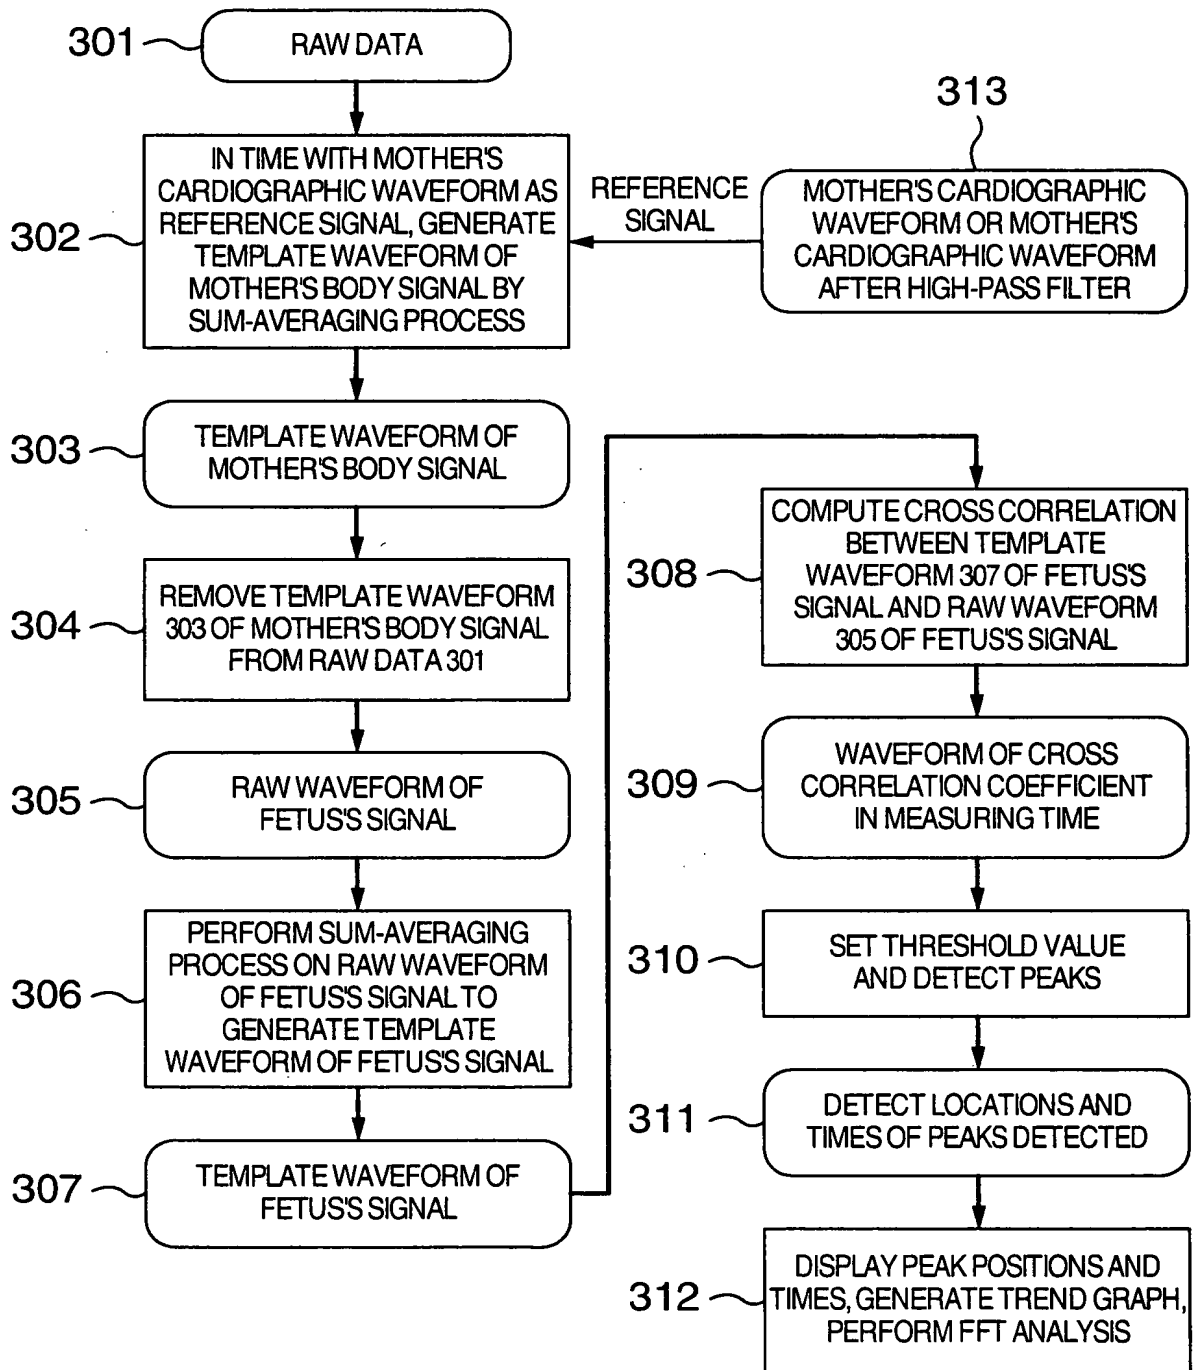 301
RAW DATA
313
302
IN TIME WITH MOTHER'S
CARDIOGRAPHIC WAVEFORM AS
REFERENCE SIGNAL, GENERATE
TEMPLATE WAVEFORM OF
MOTHER'S BODY SIGNAL BY
SUM-AVERAGING PROCESS
REFERENCE
SIGNAL
MOTHER'S CARDIOGRAPHIC
WAVEFORM OR MOTHER'S
CARDIOGRAPHIC WAVEFORM
AFTER HIGH-PASS FILTER
303
TEMPLATE WAVEFORM OF
MOTHER'S BODY SIGNAL
304
REMOVE TEMPLATE WAVEFORM
303 OF MOTHER'S BODY SIGNAL
FROM RAW DATA 301
305
RAW WAVEFORM OF
FETUS'S SIGNAL
306
PERFORM SUM-AVERAGING
PROCESS ON RAW WAVEFORM
OF FETUS'S SIGNAL TO
GENERATE TEMPLATE
WAVEFORM OF FETUS'S SIGNAL
307
TEMPLATE WAVEFORM OF
FETUS'S SIGNAL
308
COMPUTE CROSS CORRELATION
BETWEEN TEMPLATE
WAVEFORM 307 OF FETUS'S
SIGNAL AND RAW WAVEFORM
305 OF FETUS'S SIGNAL
309
WAVEFORM OF CROSS
CORRELATION COEFFICIENT
IN MEASURING TIME
310
SET THRESHOLD VALUE
AND DETECT PEAKS
311
DETECT LOCATIONS AND
TIMES OF PEAKS DETECTED
312
DISPLAY PEAK POSITIONS AND
TIMES, GENERATE TREND GRAPH,
PERFORM FFT ANALYSIS